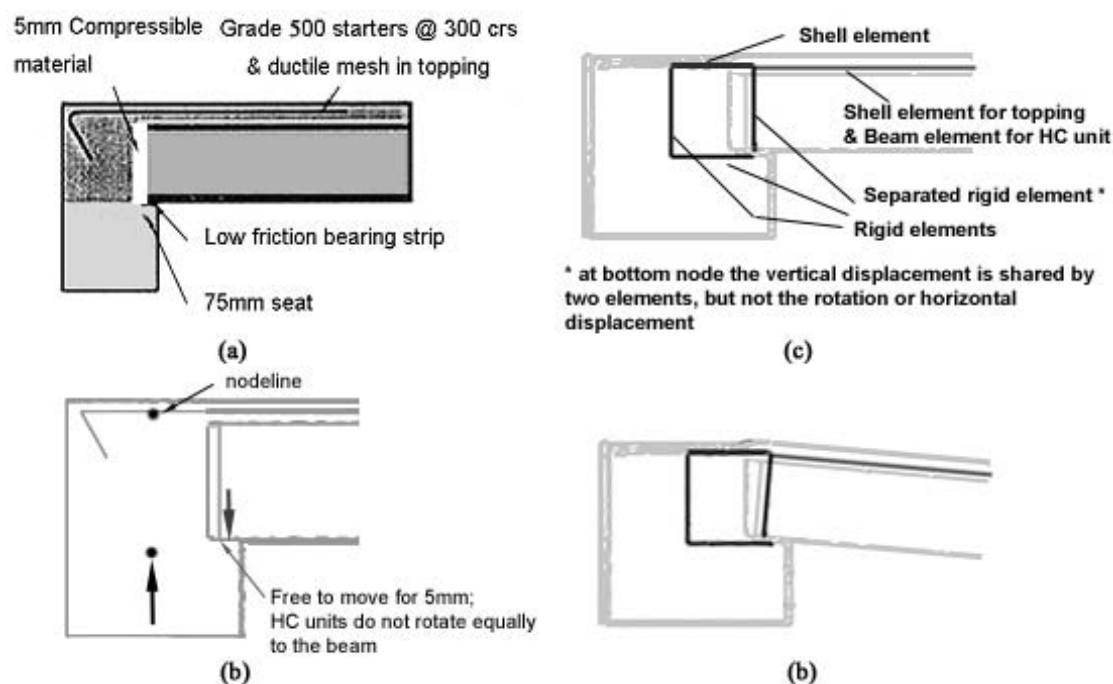 5mm Compressible
material
Grade 500 starters @ 300 crs
& ductile mesh in topping
Low friction bearing strip
75mm seat
(a)
Shell element
Shell element for topping
& Beam element for HC unit
Separated rigid element *
Rigid elements
* at bottom node the vertical displacement is shared by
two elements, but not the rotation or horizontal
displacement
(c)
nodeline
Free to move for 5mm;
HC units do not rotate equally
to the beam
(b)
(b)